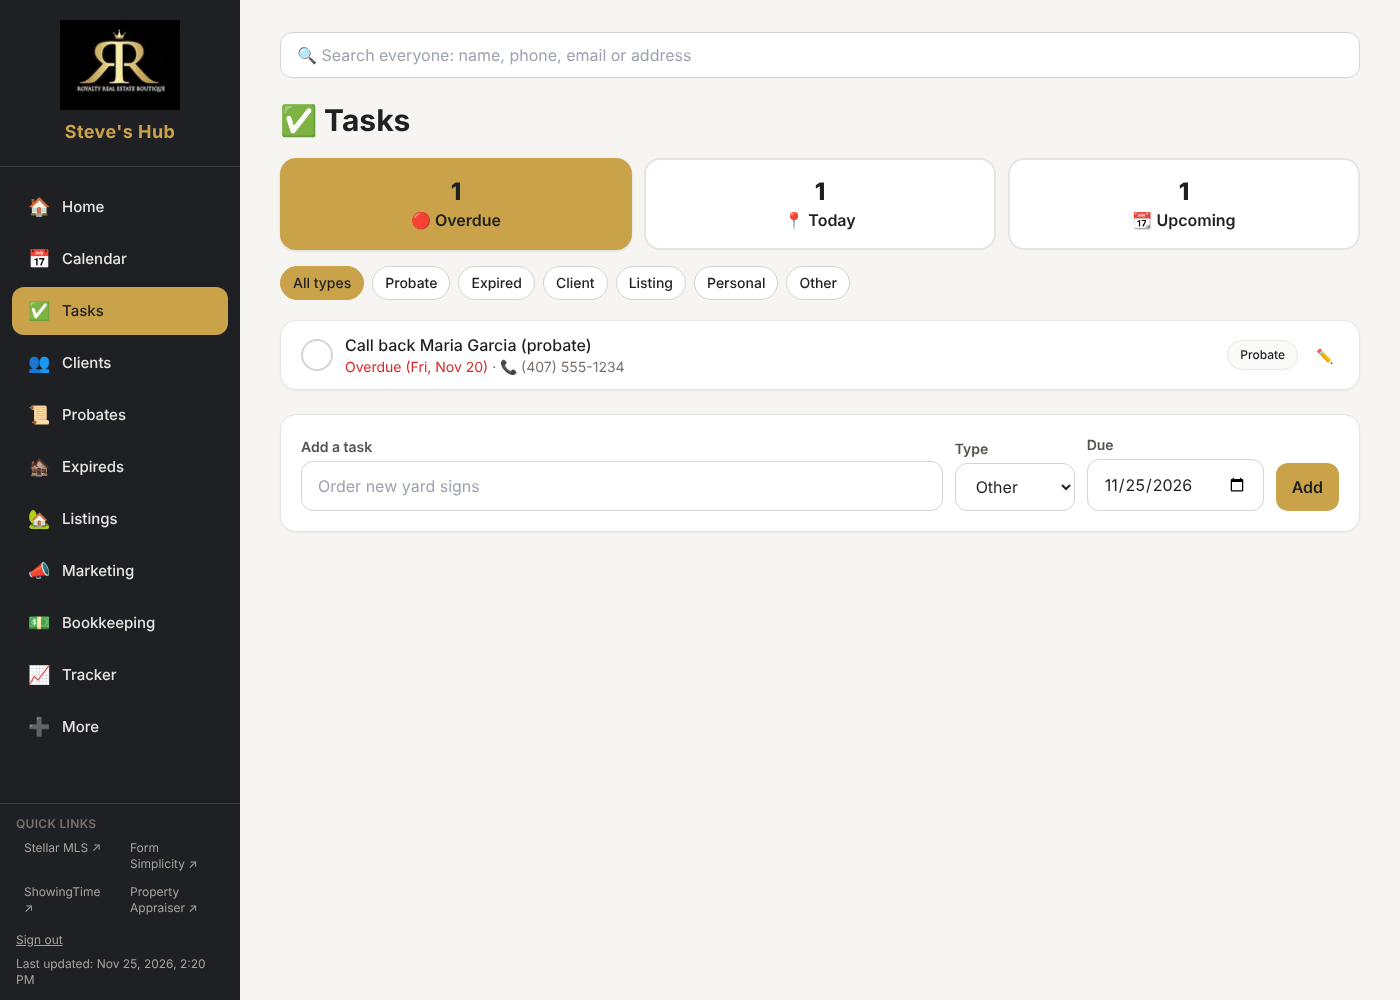 RR
ROYALTY REAL ESTATE BOUTIQUE
Steve's Hub
Home
Calendar
Tasks
Clients
Probates
Expireds
Listings
Marketing
Bookkeeping
Tracker
More
QUICK LINKS
Stellar MLS ↗
Form
Simplicity ↗
ShowingTime
↗
Property
Appraiser ↗
Sign out
Last updated: Nov 25, 2026, 2:20
PM
🔍 Search everyone: name, phone, email or address
✅ Tasks
1
🔴 Overdue
1
📍 Today
1
📆 Upcoming
All types
Probate
Expired
Client
Listing
Personal
Other
Call back Maria Garcia (probate)
Overdue (Fri, Nov 20) · 📞 (407) 555-1234
Probate
Add a task
Order new yard signs
Type
Other
Due
11/25/2026
Add